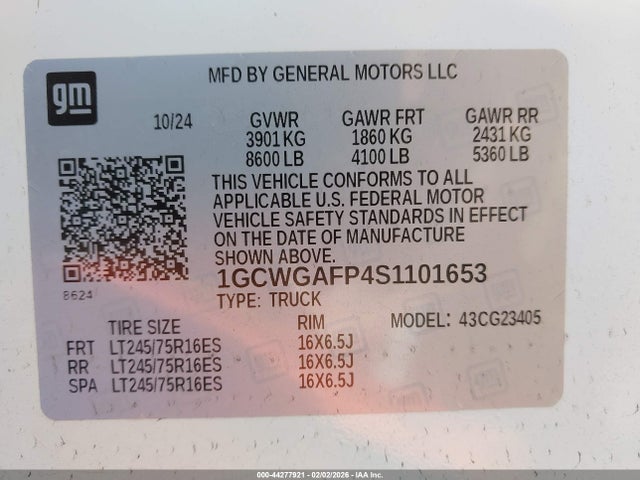 gm
MFD BY GENERAL MOTORS LLC
10/24 GVWR GAWR FRT GAWR RR
3901 KG 1860 KG 2431 KG
8600 LB 4100 LB 5360 LB
THIS VEHICLE CONFORMS TO ALL
APPLICABLE U.S. FEDERAL MOTOR
VEHICLE SAFETY STANDARDS IN EFFECT
ON THE DATE OF MANUFACTURE
SHOWN ABOVE.
1GCWGAFP4S1101653
8624
TYPE: TRUCK
TIRE SIZE RIM MODEL: 43CG23405
FRT LT245/75R16ES 16X6.5J
RR LT245/75R16ES 16X6.5J
SPA LT245/75R16ES 16X6.5J
000-44277921 - 02/02/2026 - IAAI.CA